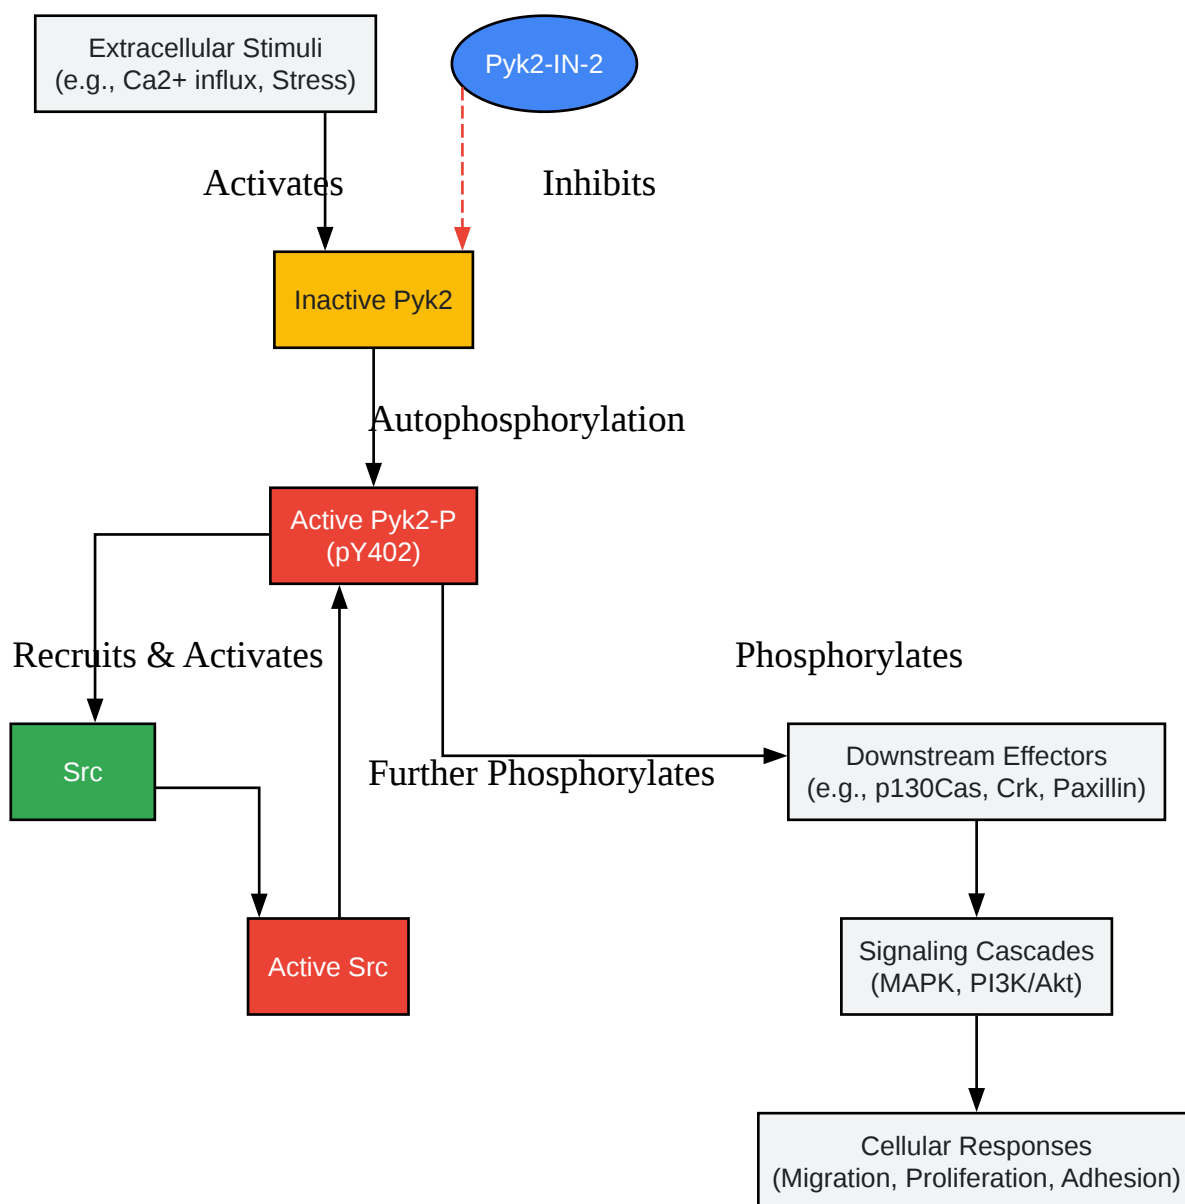 Extracellular Stimuli
(e.g., Ca2+ influx, Stress)
Pyk2-IN-2
Activates
Inhibits
Inactive Pyk2
Autophosphorylation
Active Pyk2-P
(pY402)
Recruits & Activates
Phosphorylates
Src
Further Phosphorylates
Downstream Effectors
(e.g., p130Cas, Crk, Paxillin)
Active Src
Signaling Cascades
(MAPK, PI3K/Akt)
Cellular Responses
(Migration, Proliferation, Adhesion)